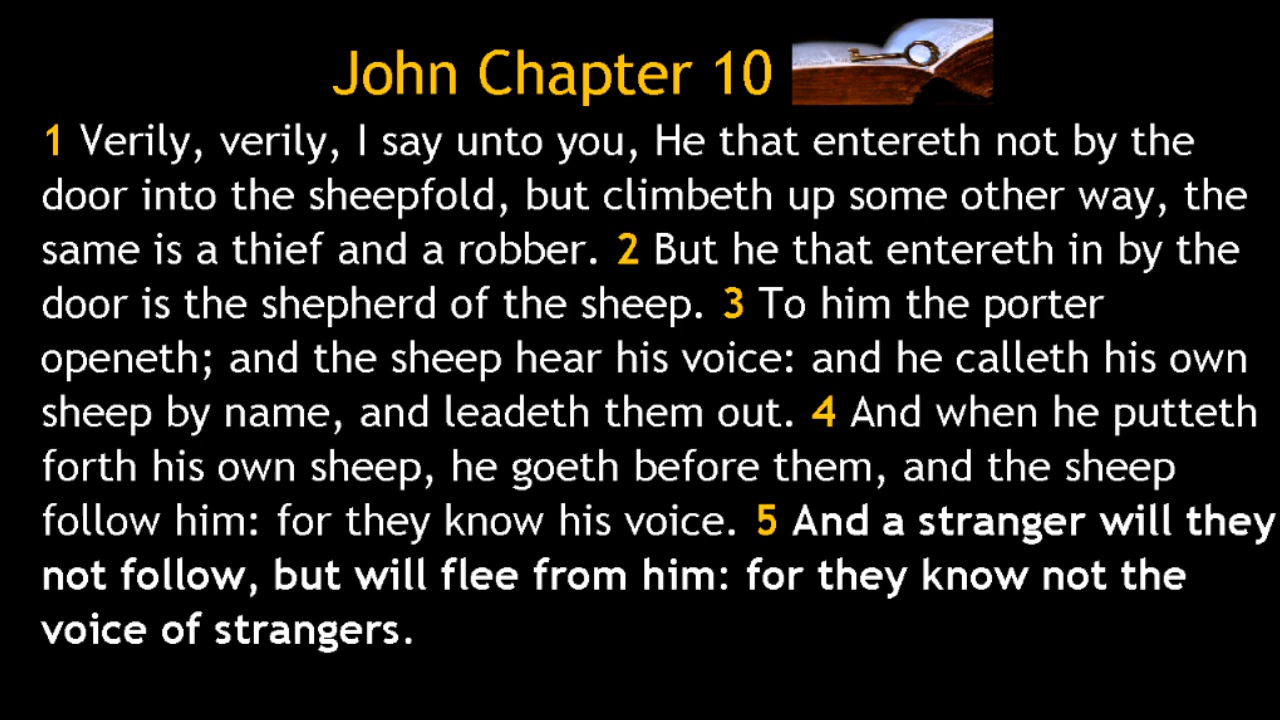 John Chapter 10
1 Verily, verily, I say unto you, He that entereth not by the
door into the sheepfold, but climbeth up some other way, the
same is a thief and a robber. 2 But he that entereth in by the
door is the shepherd of the sheep. 3 To him the porter
openeth; and the sheep hear his voice: and he calleth his own
sheep by name, and leadeth them out. 4 And when he putteth
forth his own sheep, he goeth before them, and the sheep
follow him: for they know his voice. 5 And a stranger will they
not follow, but will flee from him: for they know not the
voice of strangers.